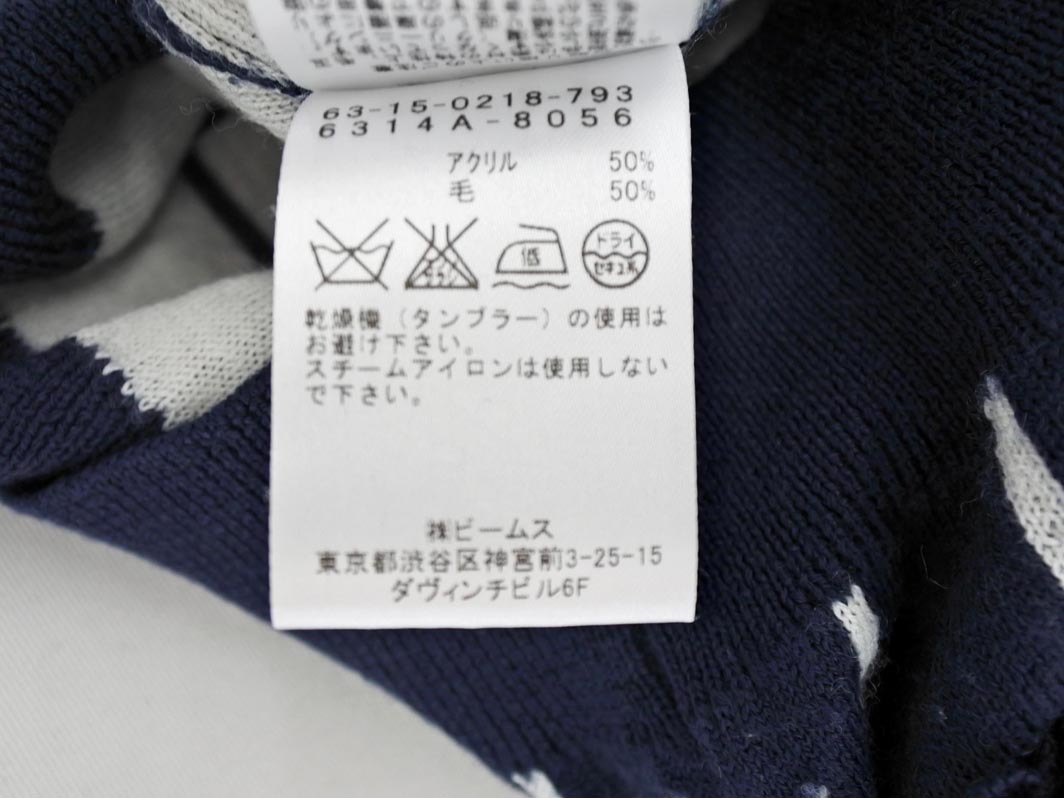 63-15-0218-793
6314A-8056
アクリル 50%
毛 50%
低
ドライ
セキユ系
乾燥機(タンブラー)の使用は
お避け下さい。
スチームアイロンは使用しない
で下さい。
㈱ビームス
東京都渋谷区神宮前3-25-15
ダヴィンチビル6F